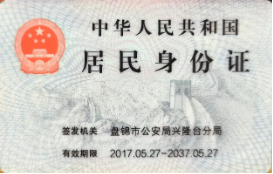 中华人民共和国
居民身份证
签发机关 盘锦市公安局兴隆台分局
有效期限 2017.05.27-2037.05.27